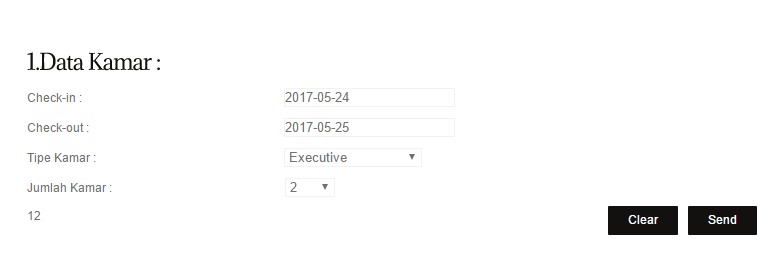 1.Data Kamar :
Check-in : 2017-05-24
Check-out : 2017-05-25
Tipe Kamar : Executive
Jumlah Kamar : 2
12 Clear Send